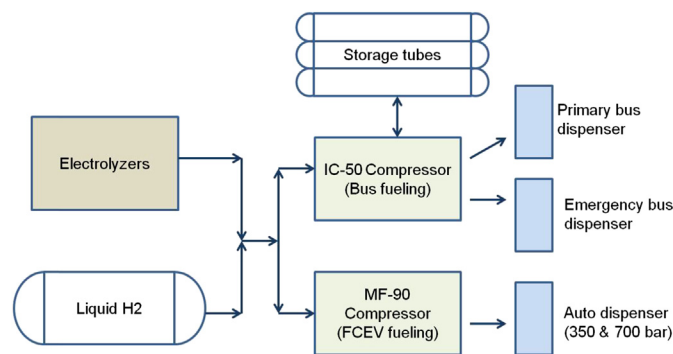 Storage tubes
Primary bus
dispenser
Electrolyzers
IC-50 Compressor
(Bus fueling)
Emergency bus
dispenser
Liquid H2
MF-90
Compressor
(FCEV fueling)
Auto dispenser
(350 & 700 bar)